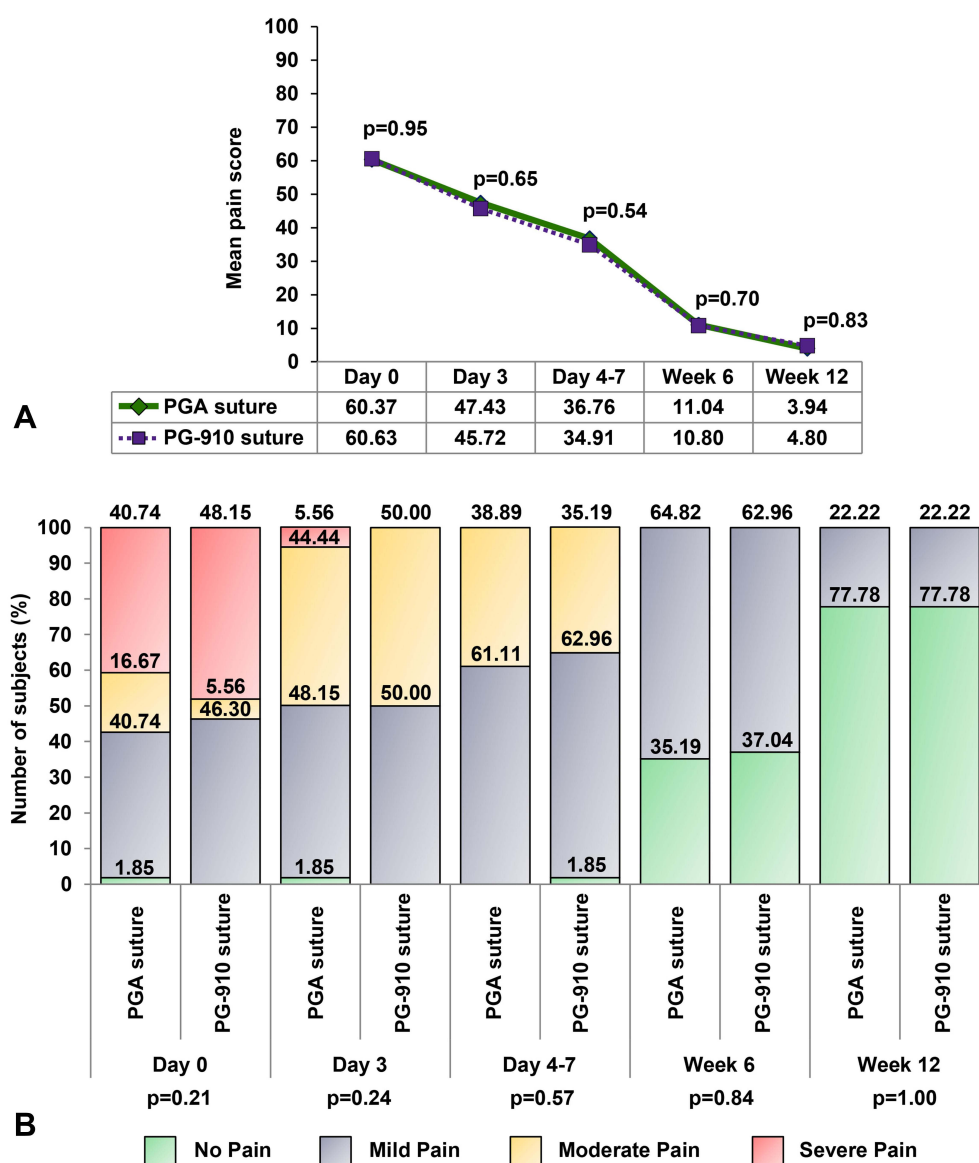 100
90
80
70
60
50
40
30
20
10
0
Mean pain score
p=0.95
p=0.65
p=0.54
p=0.70
p=0.83
Day 0 Day 3 Day 4-7 Week 6 Week 12
PGA suture 60.37 47.43 36.76 11.04 3.94
PG-910 suture 60.63 45.72 34.91 10.80 4.80
A
40.74 48.15 5.56 50.00 38.89 35.19 64.82 62.96 22.22 22.22
100
90
80
70
60
50
40
30
20
10
0
Number of subjects (%)
44.44
77.78 77.78
16.67 5.56 61.11 62.96
40.74 46.30 48.15 50.00
35.19 37.04
1.85 1.85 1.85
PGA suture PG-910 suture PGA suture PG-910 suture PGA suture PG-910 suture PGA suture PG-910 suture PGA suture PG-910 suture
Day 0 Day 3 Day 4-7 Week 6 Week 12
p=0.21 p=0.24 p=0.57 p=0.84 p=1.00
B
No Pain Mild Pain Moderate Pain Severe Pain